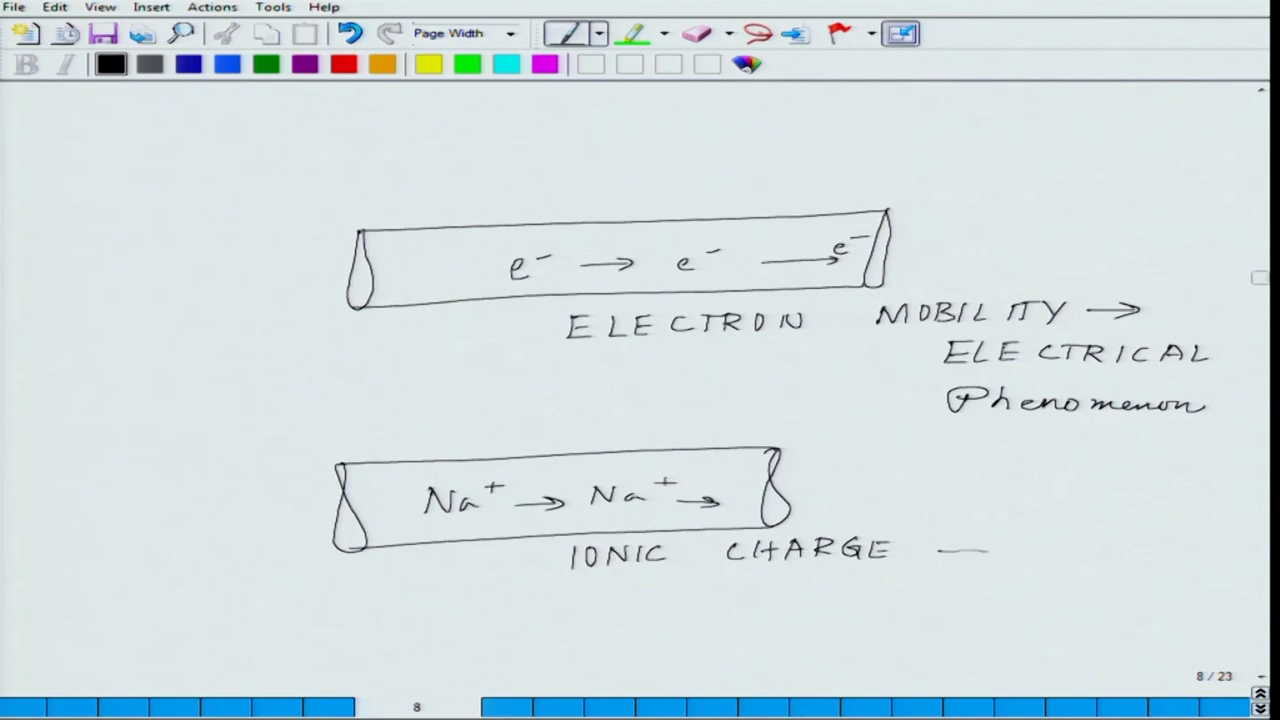 File Edit View Insert Actions Tools Help
Page Width
B I
e⁻ → e⁻ → e⁻
ELECTRON MOBILITY →
ELECTRICAL
Phenomenon
Na⁺ → Na⁺ →
IONIC CHARGE —
8 / 23
8